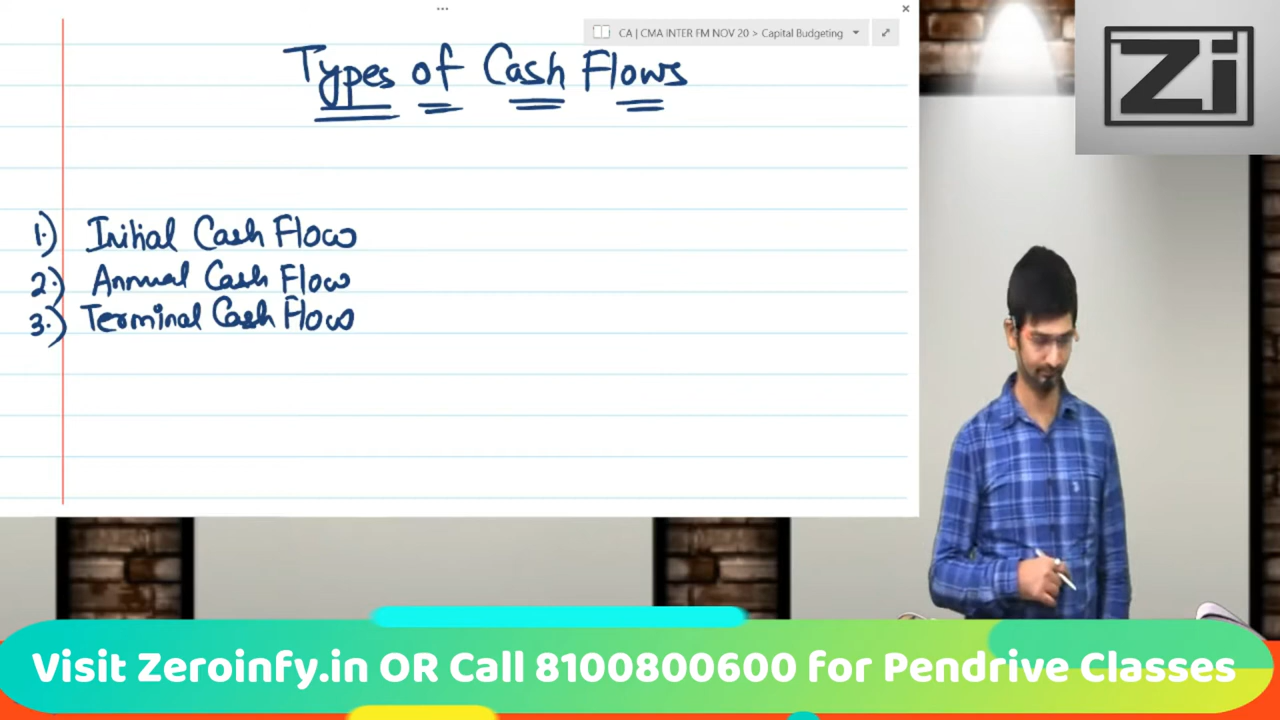 CA | CMA INTER FM NOV 20 > Capital Budgeting
Types of Cash Flows
1.) Initial Cash Flow
2.) Annual Cash Flow
3.) Terminal Cash Flow
Zi
Visit Zeroinfy.in OR Call 8100800600 for Pendrive Classes